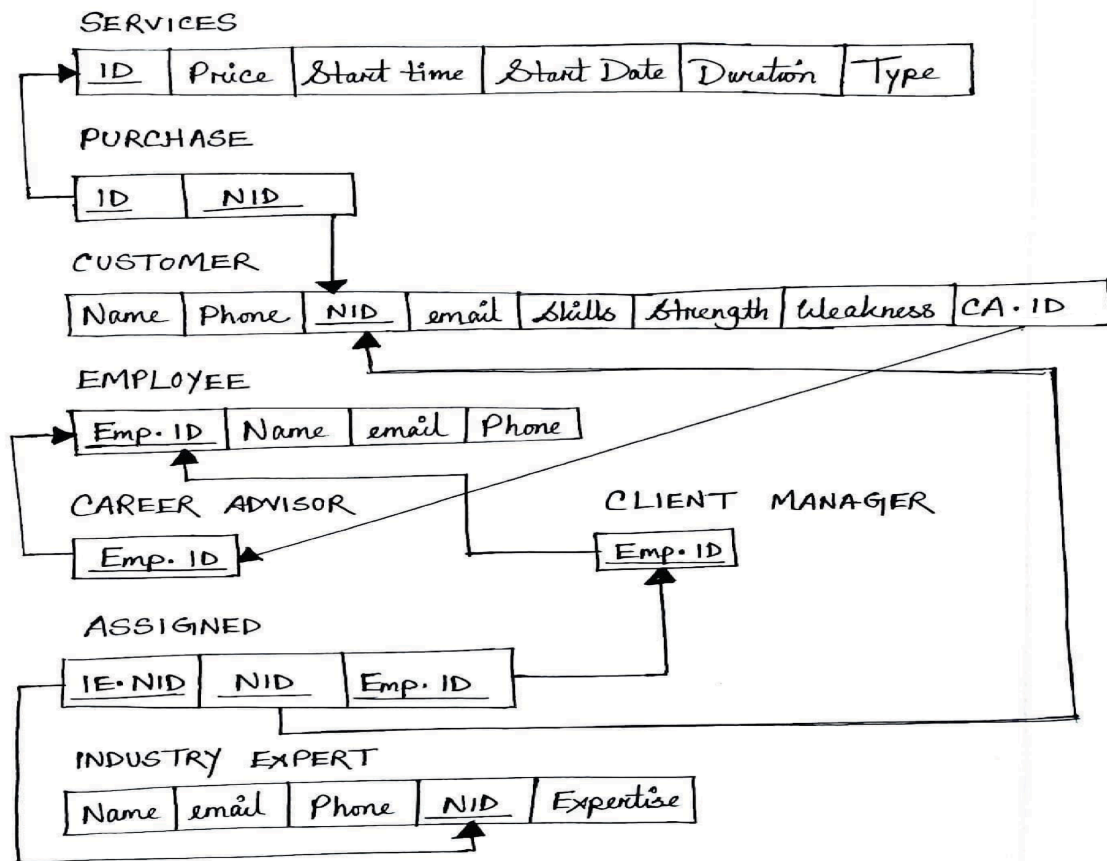 SERVICES
ID Price Start time Start Date Duration Type
PURCHASE
ID NID
CUSTOMER
Name Phone NID email Skills Strength Weakness CA. ID
EMPLOYEE
Emp. ID Name email Phone
CAREER ADVISOR CLIENT MANAGER
Emp. ID Emp. ID
ASSIGNED
IE. NID NID Emp. ID
INDUSTRY EXPERT
Name email Phone NID Expertise